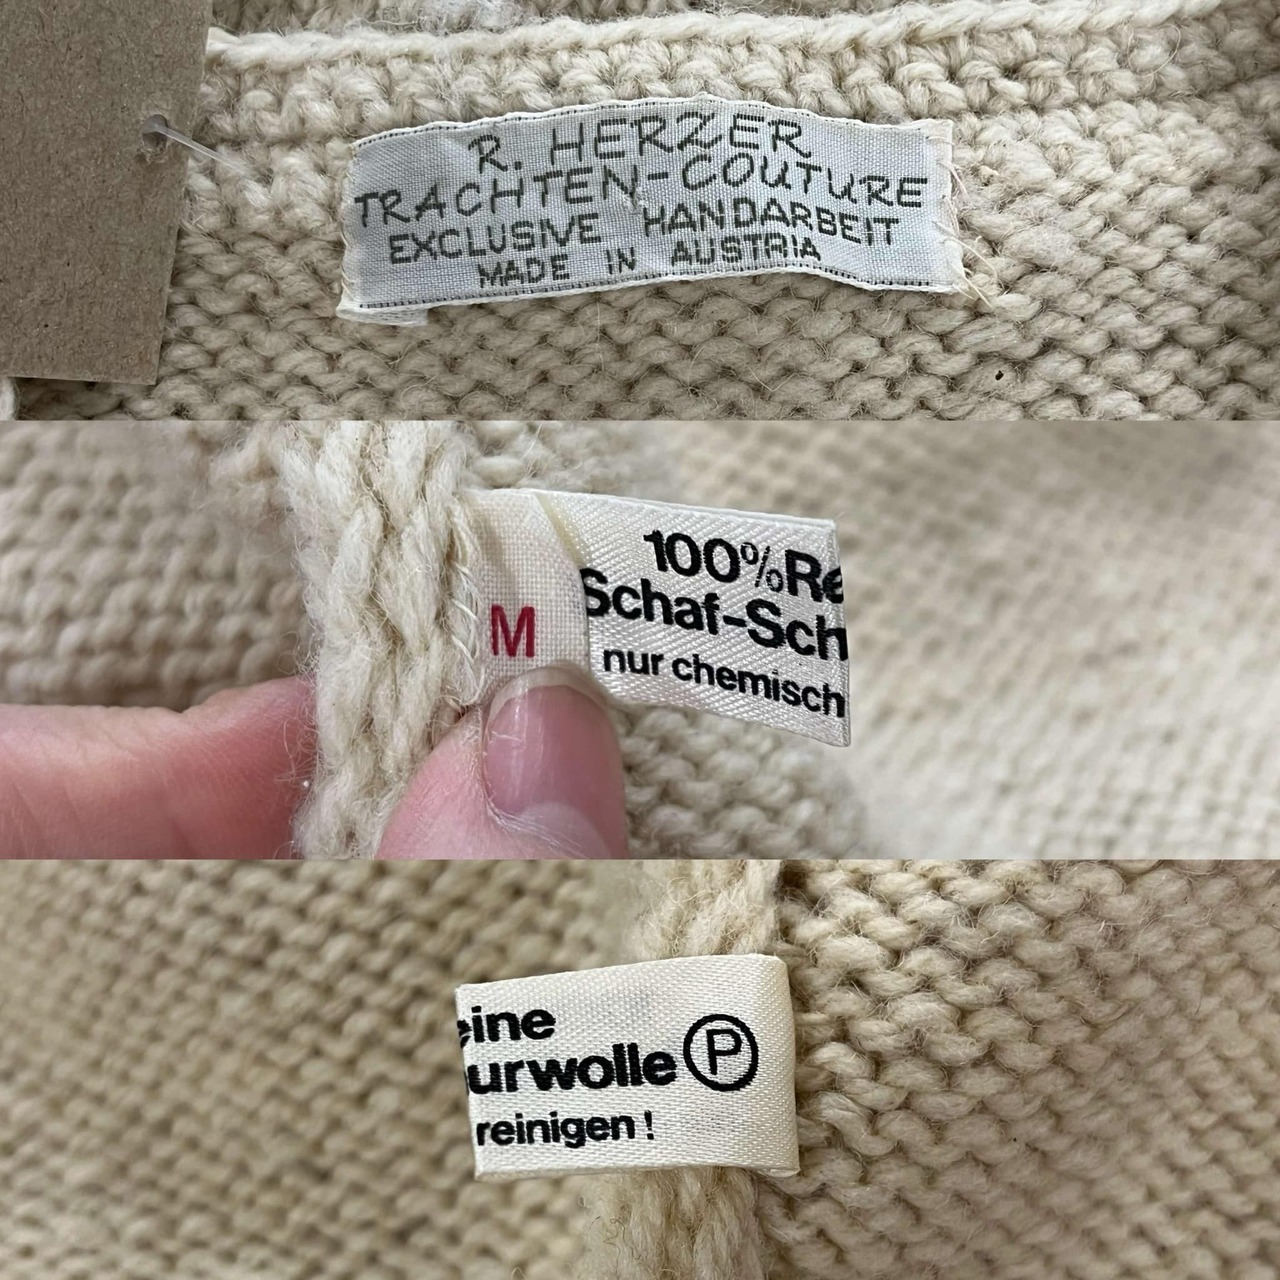 R. HERZER
TRACHTEN-COUTURE
EXCLUSIVE HANDARBEIT
MADE IN AUSTRIA
M
100%Re
Schaf-Sch
nur chemisch
eine
urwolle Ⓟ
reinigen!